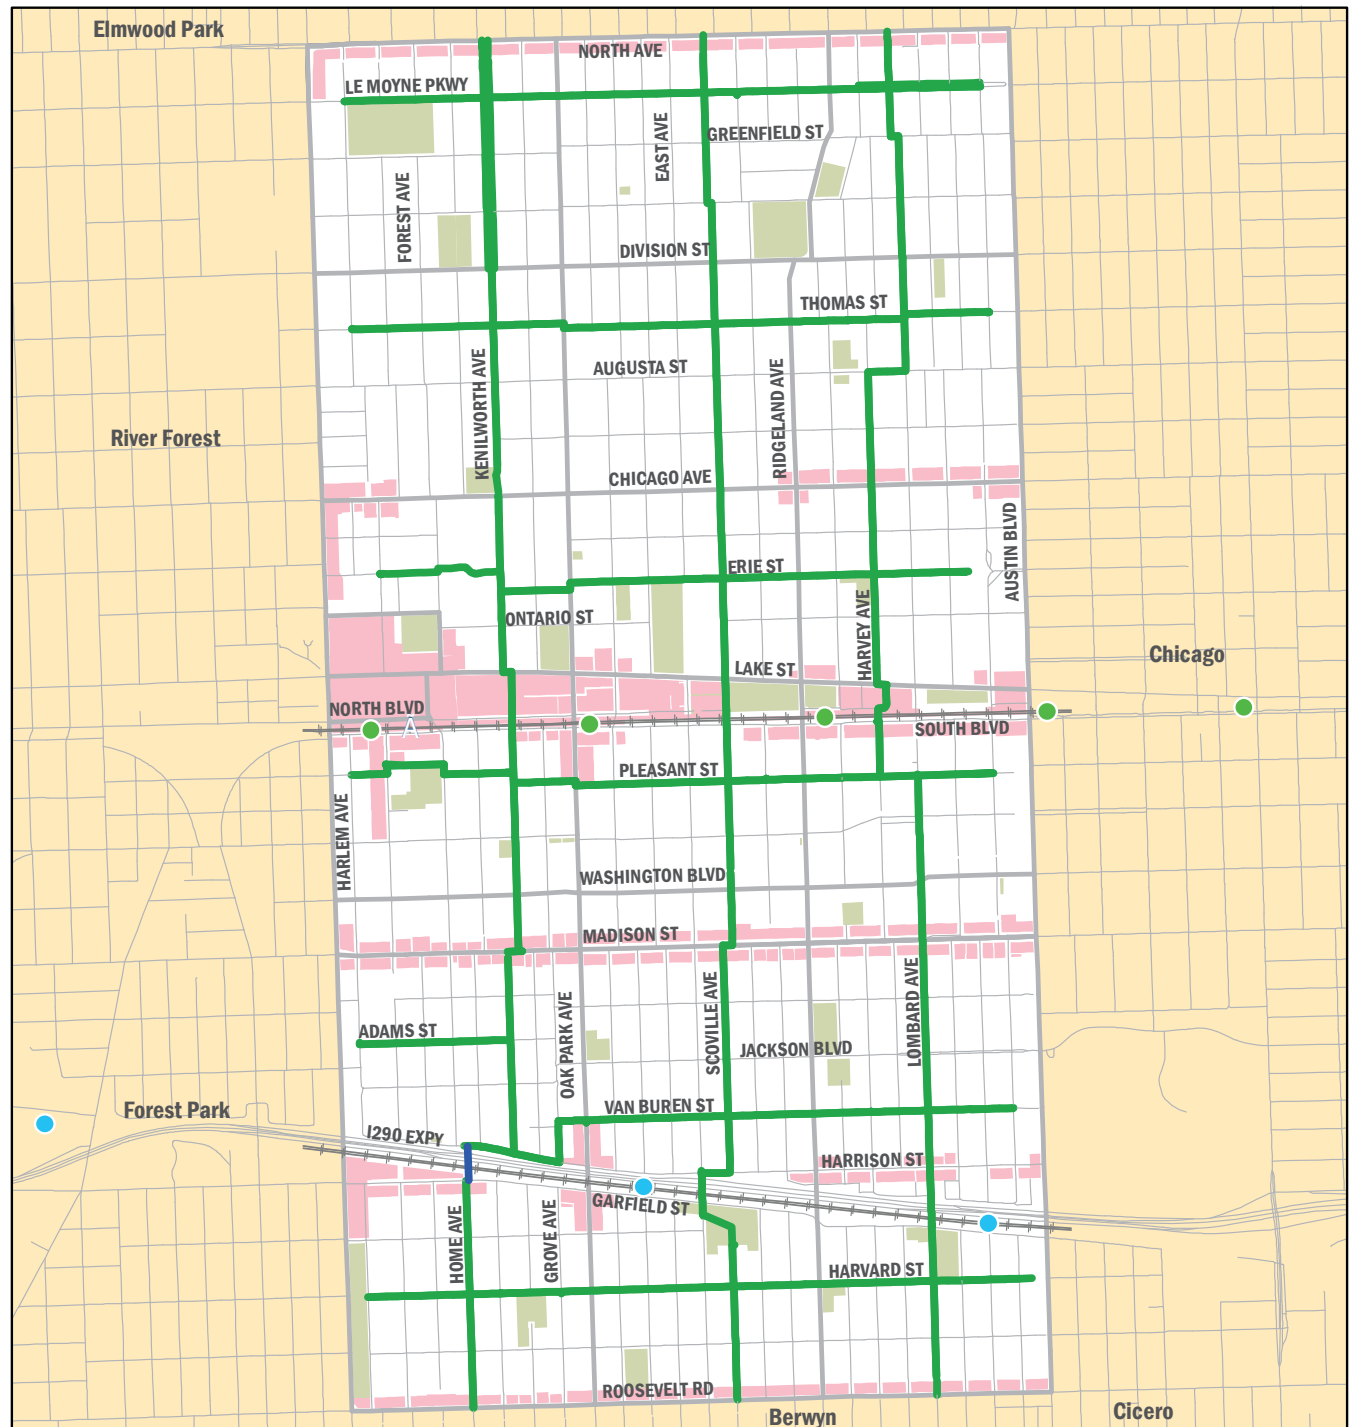 Elmwood Park
NORTH AVE
LE MOYNE PKWY
EAST AVE
GREENFIELD ST
FOREST AVE
DIVISION ST
THOMAS ST
KENILWORTH AVE
AUGUSTA ST
RIDGELAND AVE
River Forest
CHICAGO AVE
AUSTIN BLVD
ERIE ST
ONTARIO ST
HARVEY AVE
LAKE ST
Chicago
NORTH BLVD
SOUTH BLVD
PLEASANT ST
HARLEM AVE
WASHINGTON BLVD
MADISON ST
OAK PARK AVE
SCOVILLE AVE
LOMBARD AVE
ADAMS ST
JACKSON BLVD
VAN BUREN ST
Forest Park
I290 EXPY
HARRISON ST
GARFIELD ST
HOME AVE
GROVE AVE
HARVARD ST
ROOSEVELT RD
Berwyn
Cicero